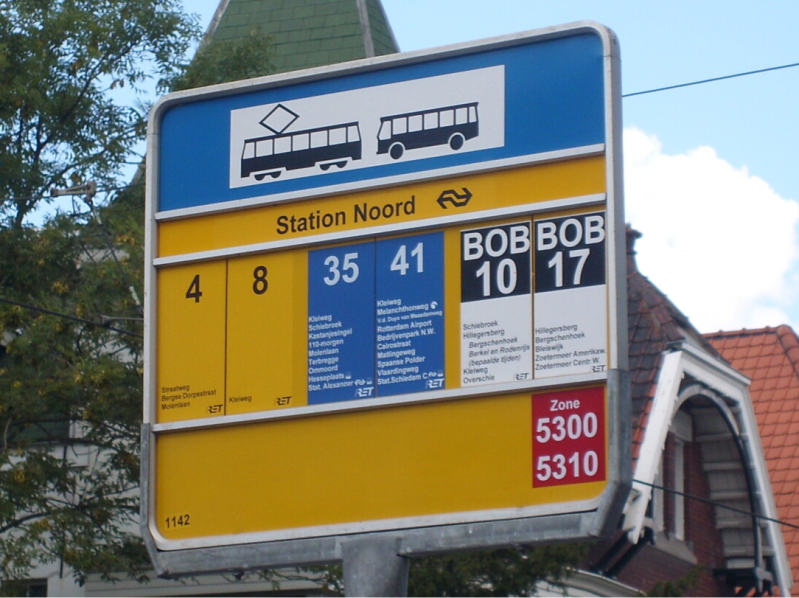 Station Noord
4
Straatweg
Bergse Dorpsstraat
Molenlaan
RET
8
Kleiweg
RET
35
Kleiweg
Schiebroek
Kastanjesingel
110-morgen
Molenlaan
Terbregge
Ommoord
Hesseplaats
Stat. Alexander
RET
41
Kleiweg
Melanchthonweg
V.d. Duyn van Maasdamweg
Rotterdam Airport
Bedrijvenpark N.W.
Cairostraat
Matlingeweg
Spaanse Polder
Vlaardingweg
Stat. Schiedam C.
RET
BOB
10
Schiebroek
Hillegersberg
Bergschenhoek
Berkel en Rodenrijs
(bepaalde tijden)
Kleiweg
Overschie
RET
BOB
17
Hillegersberg
Bergschenhoek
Bleiswijk
Zoetermeer Amerikaw.
Zoetermeer Centr W.
RET
Zone
5300
5310
1142